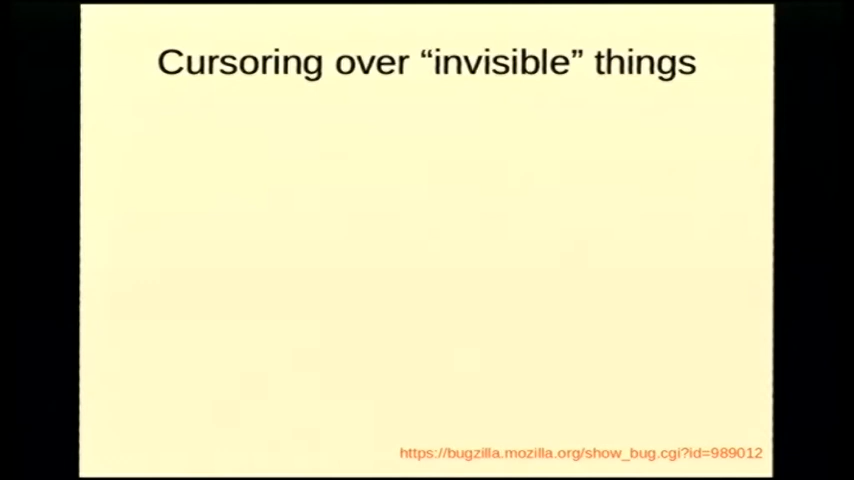 Cursoring over “invisible” things
https://bugzilla.mozilla.org/show_bug.cgi?id=989012